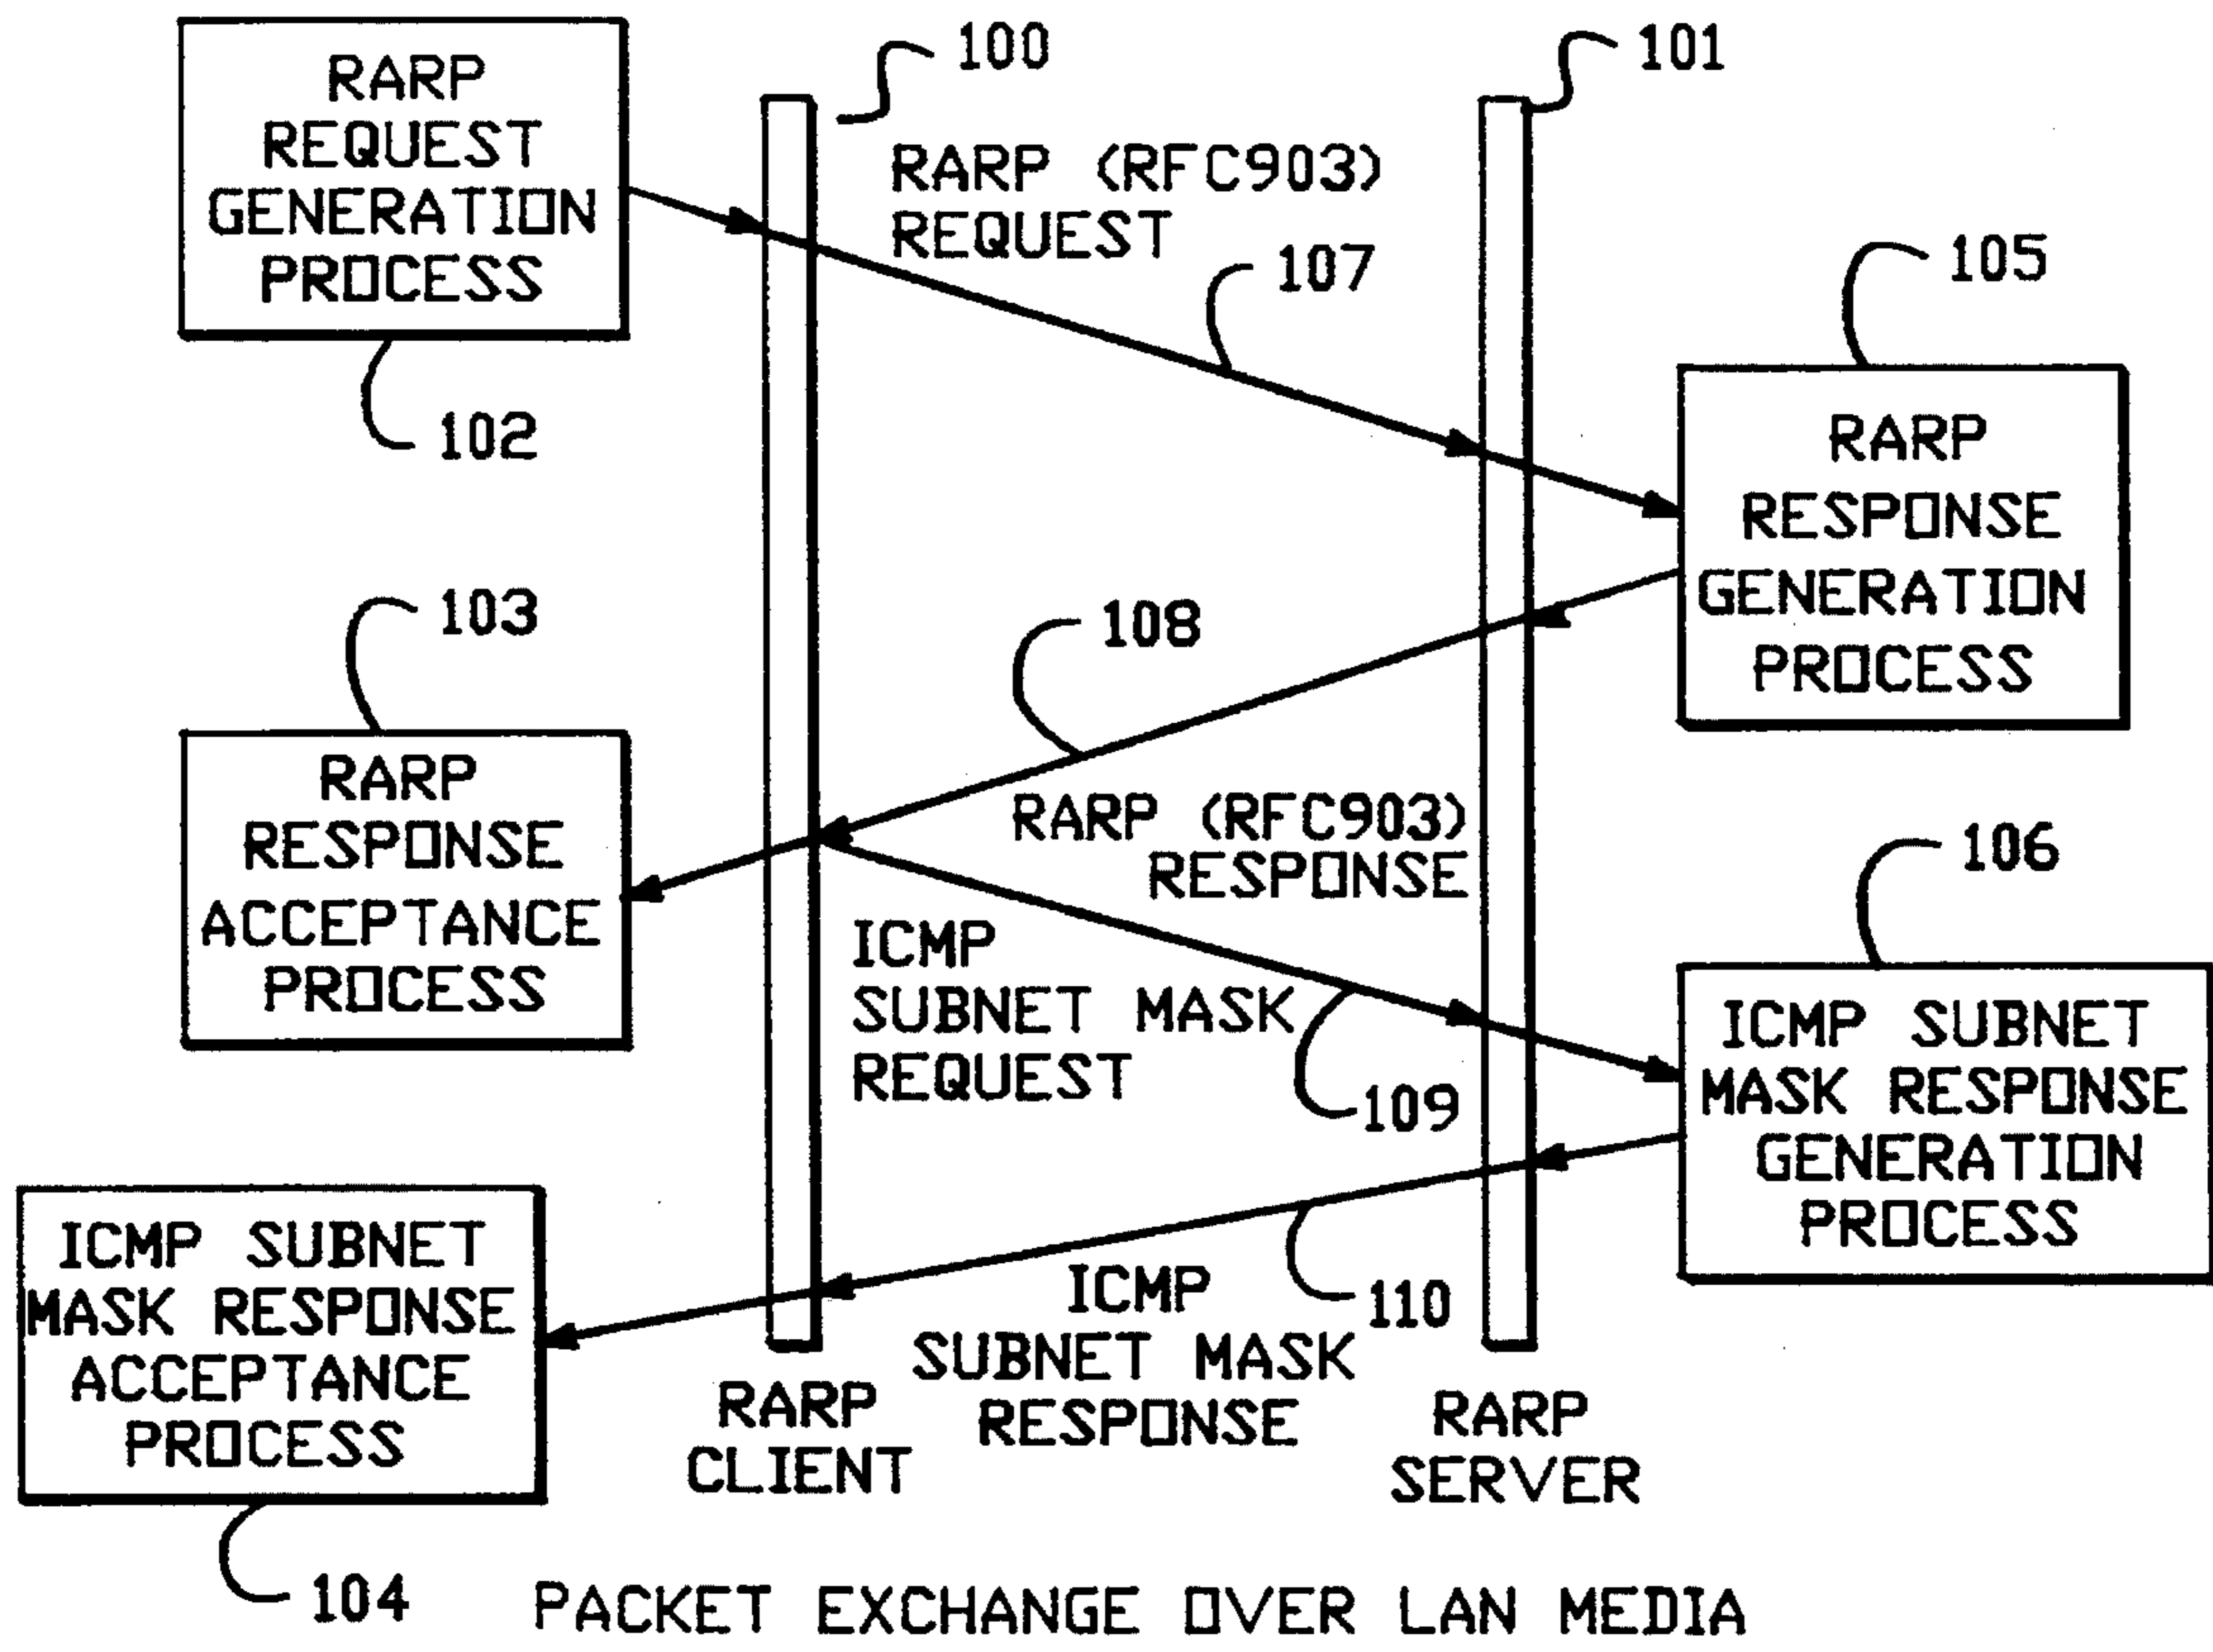 100
101
RARP
REQUEST
GENERATION
PROCESS
102
RARP (RFC903)
REQUEST
107
105
RARP
RESPONSE
GENERATION
PROCESS
103
108
RARP
RESPONSE
ACCEPTANCE
PROCESS
RARP (RFC903)
RESPONSE
ICMP
SUBNET MASK
REQUEST
109
106
ICMP SUBNET
MASK RESPONSE
GENERATION
PROCESS
ICMP SUBNET
MASK RESPONSE
ACCEPTANCE
PROCESS
104
ICMP
SUBNET MASK
RESPONSE
110
RARP
CLIENT
RARP
SERVER
PACKET EXCHANGE OVER LAN MEDIA